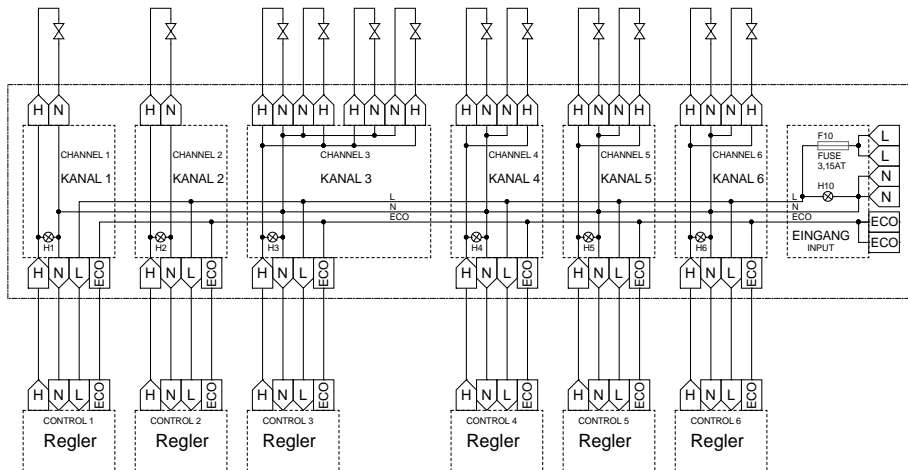 H N H N H N N H H N N H H N N H H N N H H N N H
CHANNEL 1 CHANNEL 2 CHANNEL 3 CHANNEL 4 CHANNEL 5 CHANNEL 6 F10 L
KANAL 1 KANAL 2 KANAL 3 KANAL 4 KANAL 5 KANAL 6 FUSE L
3,15AT
H10 N
L L N
N N
ECO ECO ECO
H1 H2 H3 H4 H5 H6 EINGANG ECO
INPUT
H N L ECO H N L ECO H N L ECO H N L ECO H N L ECO H N L ECO
H N L ECO H N L ECO H N L ECO H N L ECO H N L ECO H N L ECO
CONTROL 1 CONTROL 2 CONTROL 3 CONTROL 4 CONTROL 5 CONTROL 6
Regler Regler Regler Regler Regler Regler